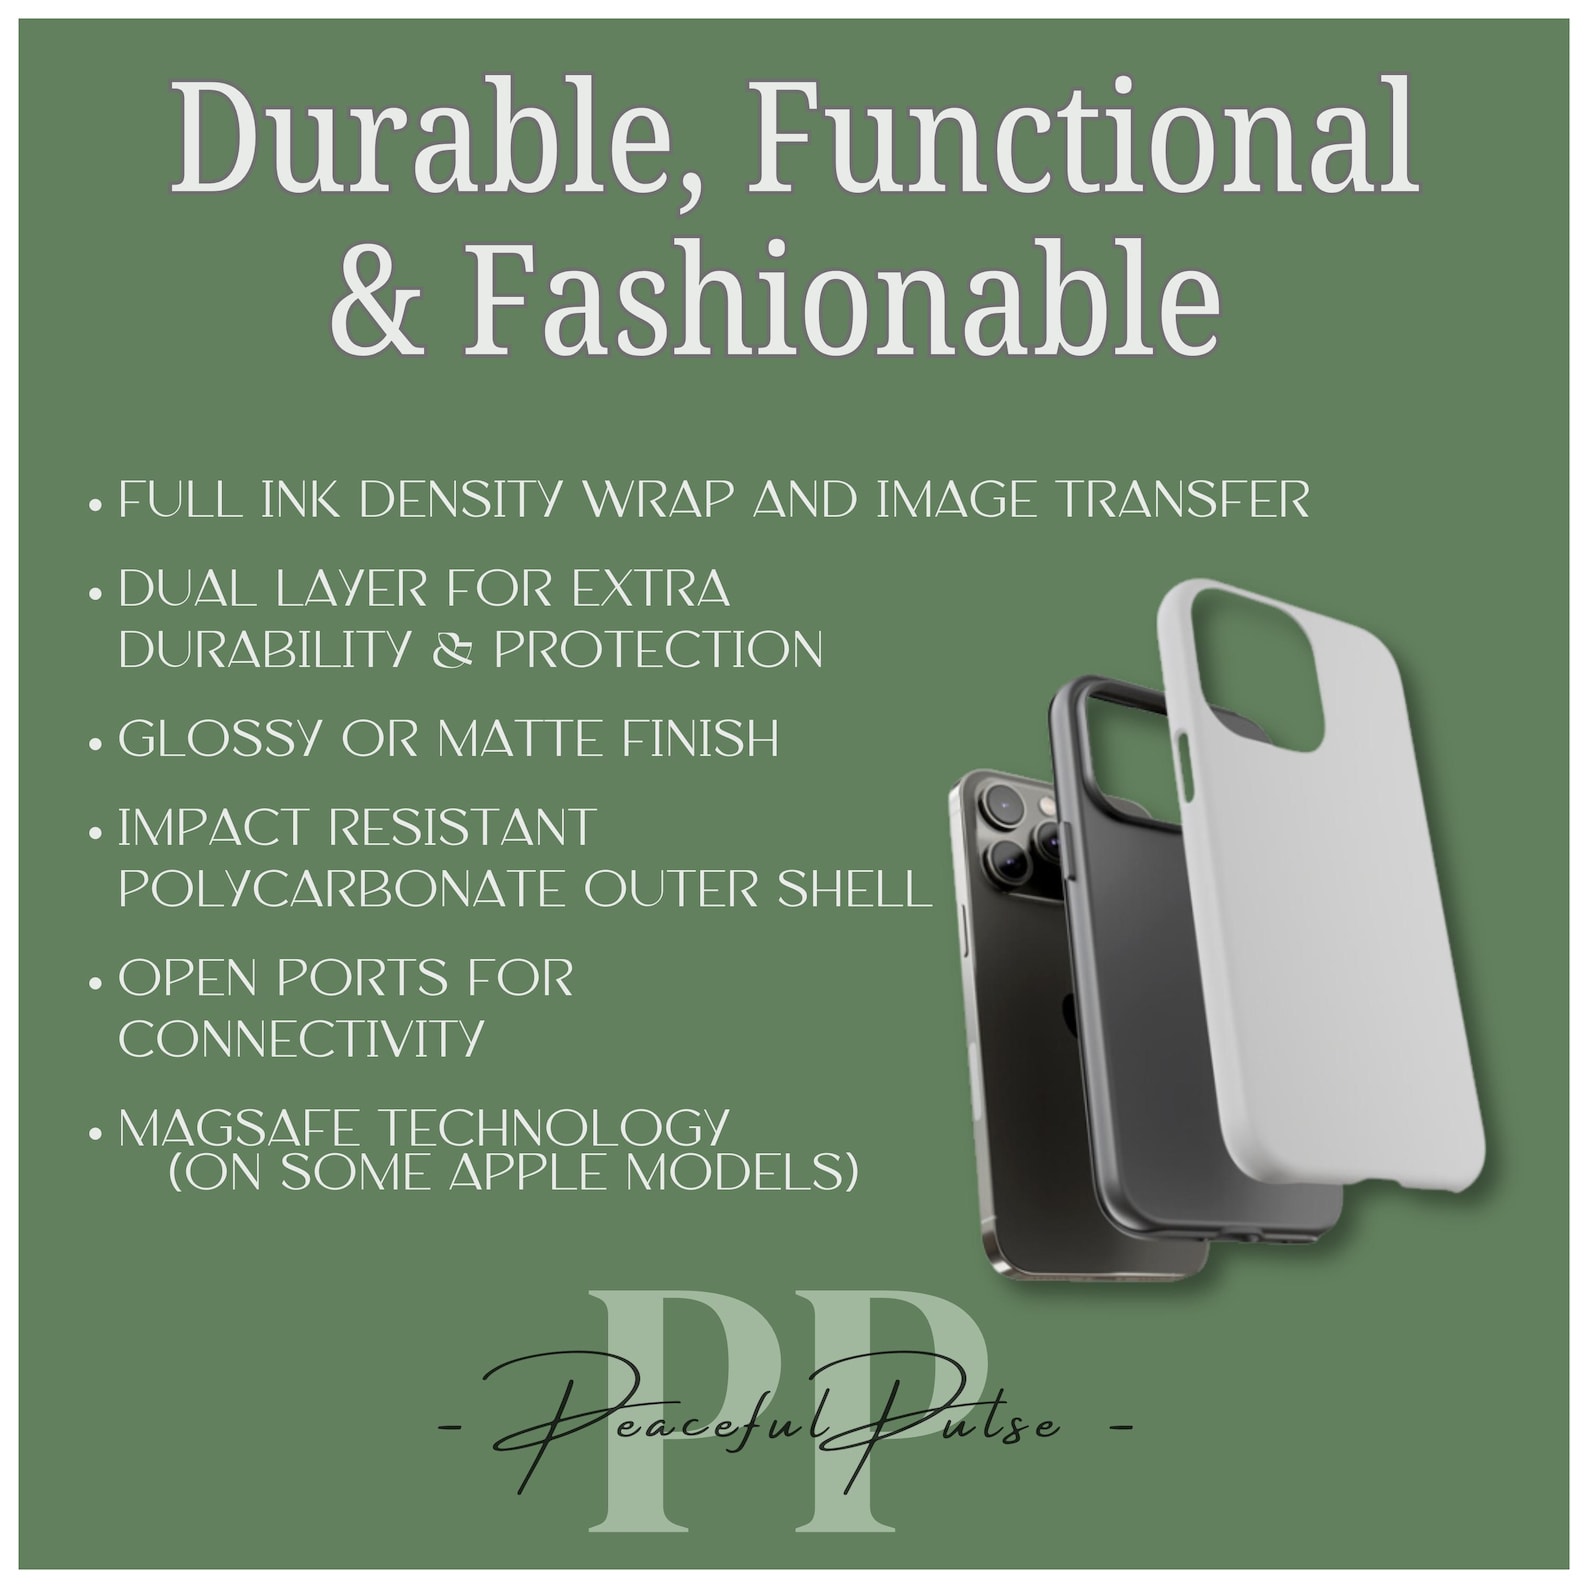 Durable, Functional
& Fashionable
• FULL INK DENSITY WRAP AND IMAGE TRANSFER
• DUAL LAYER FOR EXTRA
DURABILITY & PROTECTION
• GLOSSY OR MATTE FINISH
• IMPACT RESISTANT
POLYCARBONATE OUTER SHELL
• OPEN PORTS FOR
CONNECTIVITY
• MAGSAFE TECHNOLOGY
(ON SOME APPLE MODELS)
PP
- PeacefulPulse -